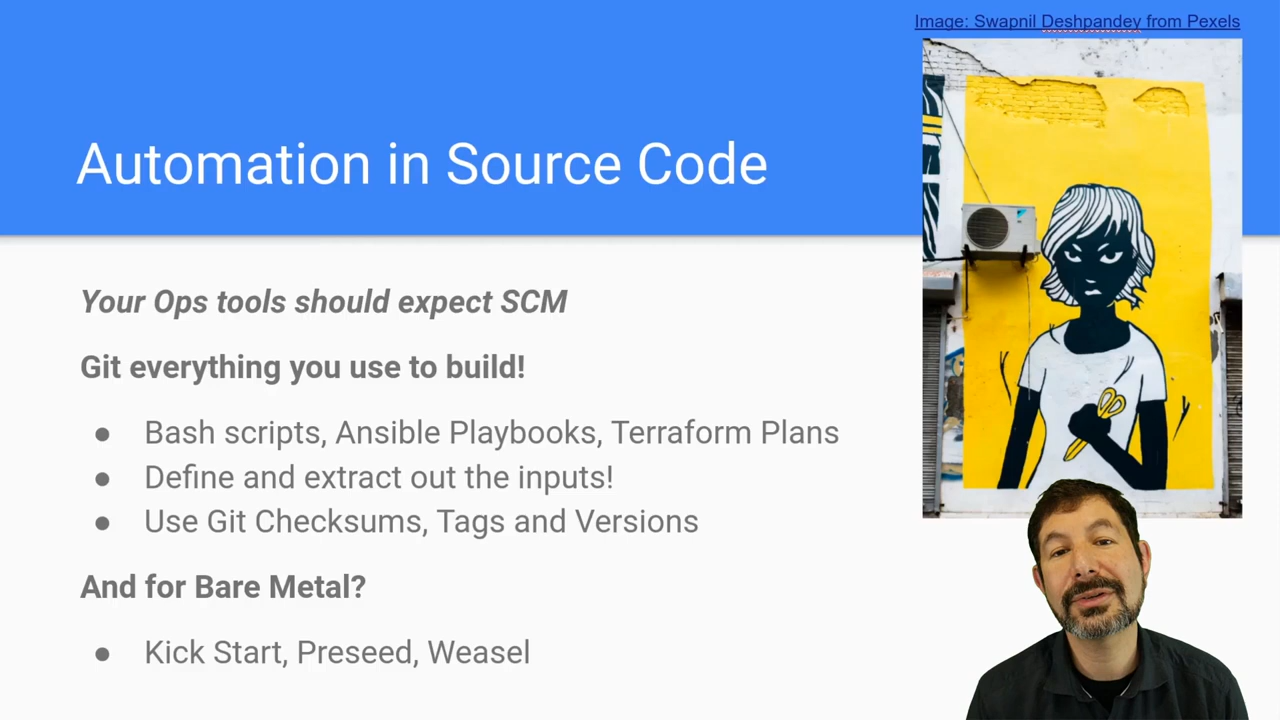 Image: Swapnil Deshpandey from Pexels
Automation in Source Code
Your Ops tools should expect SCM
Git everything you use to build!
● Bash scripts, Ansible Playbooks, Terraform Plans
● Define and extract out the inputs!
● Use Git Checksums, Tags and Versions
And for Bare Metal?
● Kick Start, Preseed, Weasel